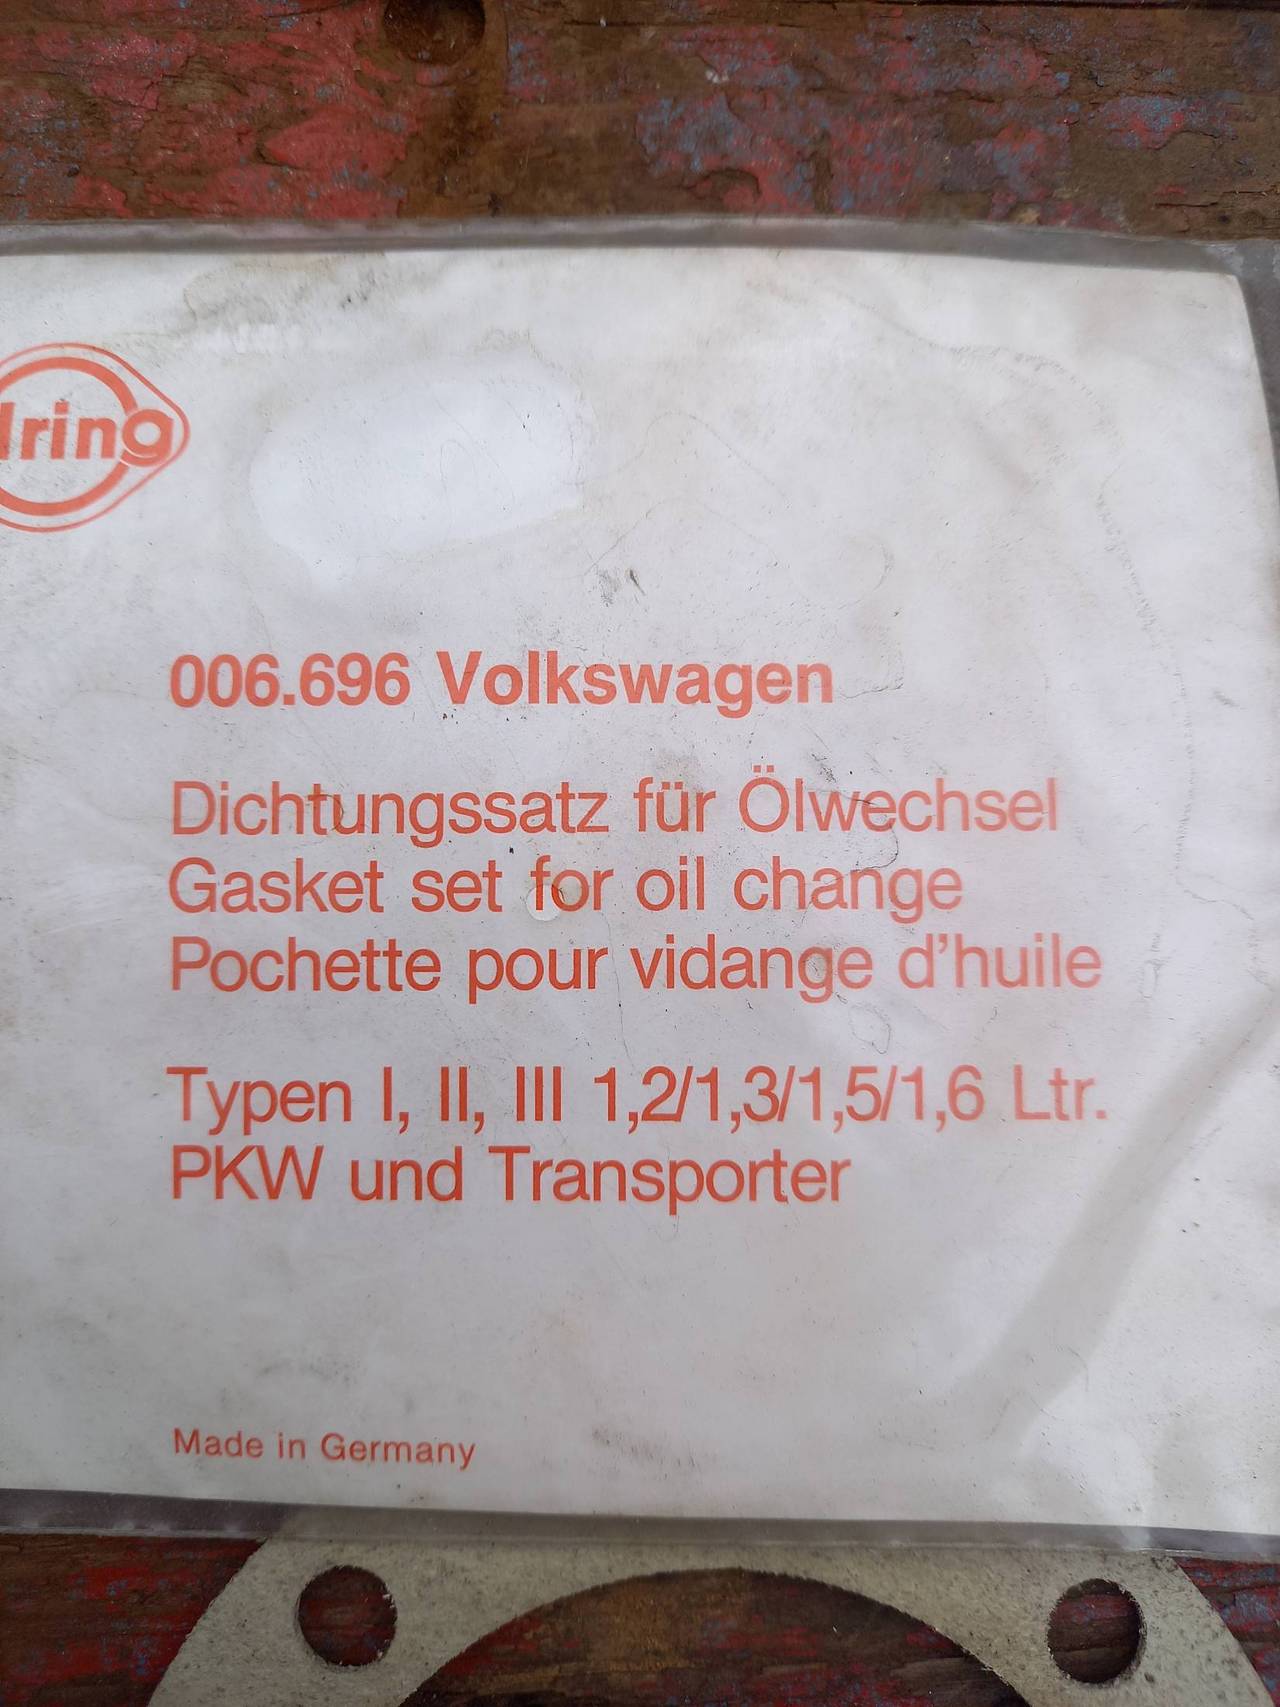 lring
006.696 Volkswagen
Dichtungssatz für Ölwechsel
Gasket set for oil change
Pochette pour vidange d'huile
Typen I, II, III 1,2/1,3/1,5/1,6 Ltr.
PKW und Transporter
Made in Germany